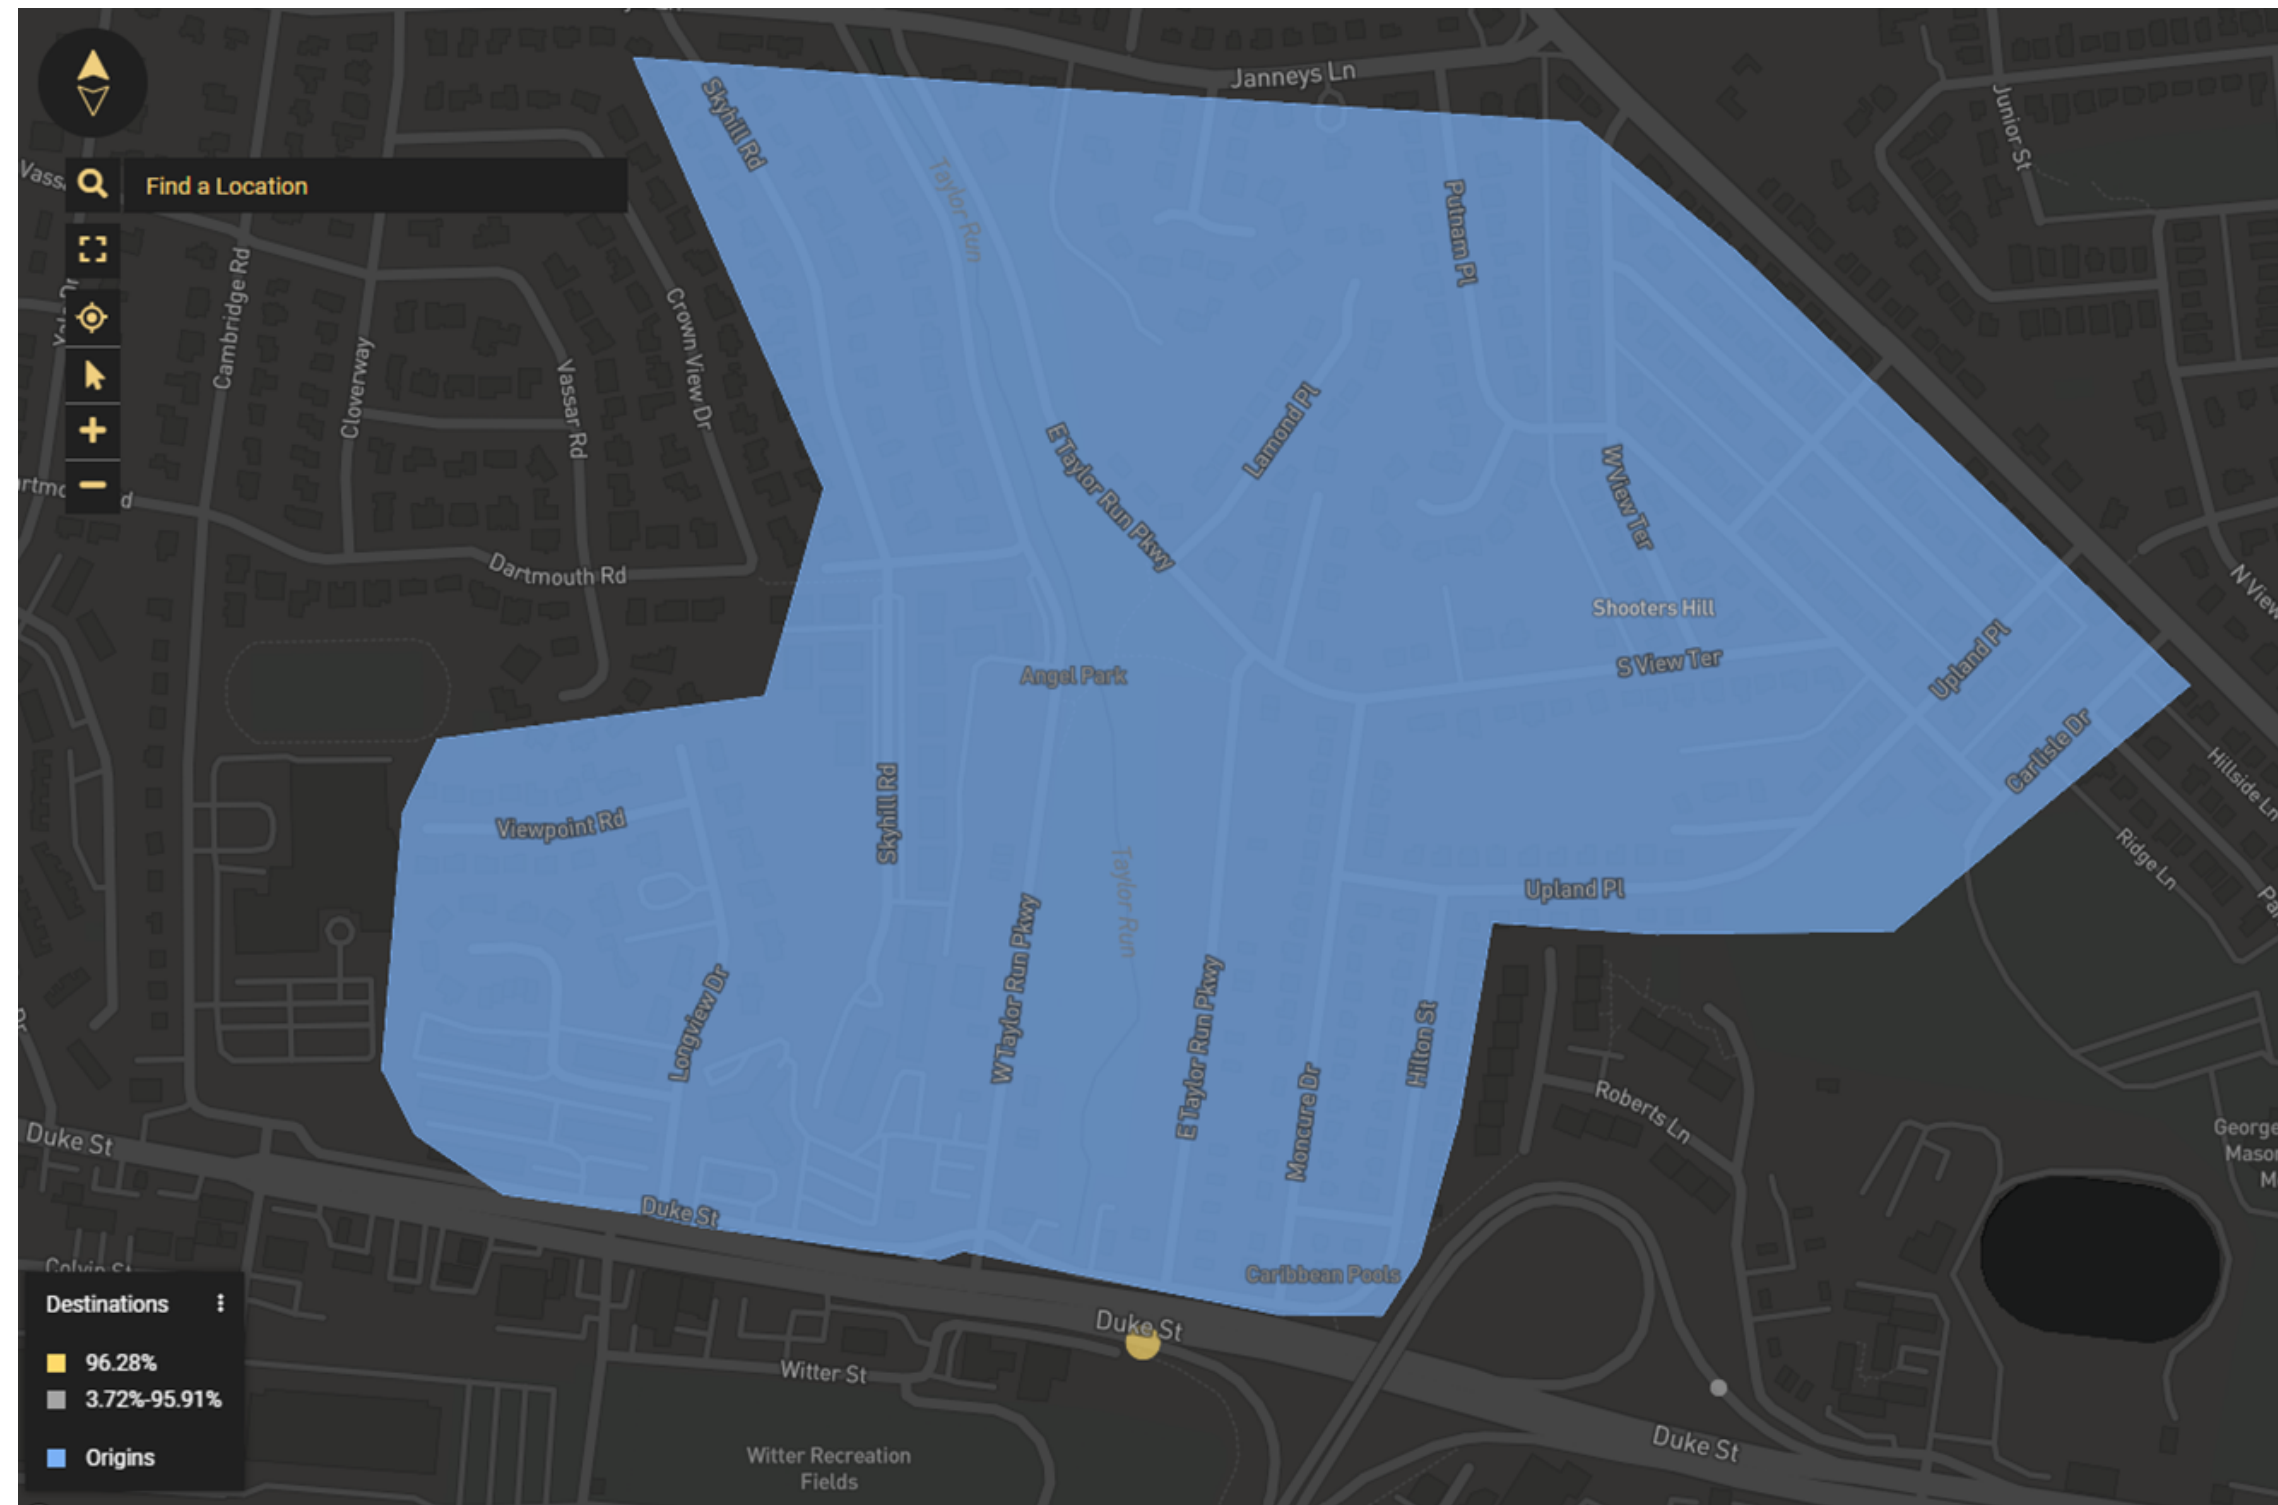 Janneys Ln
Skyhill Rd
Taylor Run
Junior St
Find a Location
Putnam Pl
Cambridge Rd
Crown View Dr
Cloverway
Vassar Rd
Lamond Pl
E Taylor Run Pkwy
W View Ter
Dartmouth Rd
N View
Shooters Hill
S View Ter
Upland Pl
Angel Park
Carlisle Dr
Hillside Ln
Viewpoint Rd
Skyhill Rd
Taylor Run
Ridge Ln
Upland Pl
W Taylor Run Pkwy
Longview Dr
E Taylor Run Pkwy
Hilton St
Moncure Dr
Roberts Ln
Duke St
George
Duke St
Caribbean Pools
Colvin St
Destinations
96.28%
3.72%-95.91%
Origins
Duke St
Witter St
Witter Recreation
Fields
Duke St